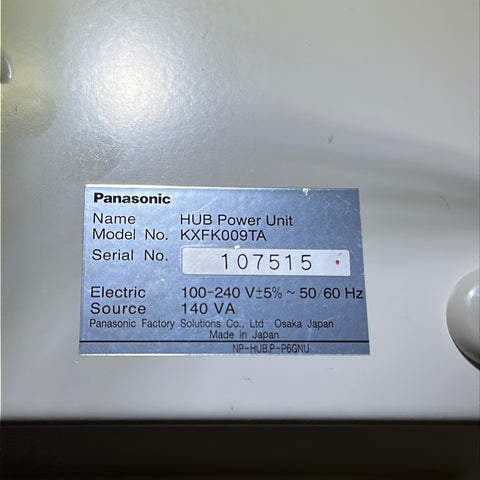 Panasonic
Name HUB Power Unit
Model No. KXFK009TA
Serial No. 107515
Electric 100-240 V±5% ~ 50/60 Hz
Source 140 VA
Panasonic Factory Solutions Co., Ltd Osaka Japan
Made in Japan
NP-HUB.P-P6GNU